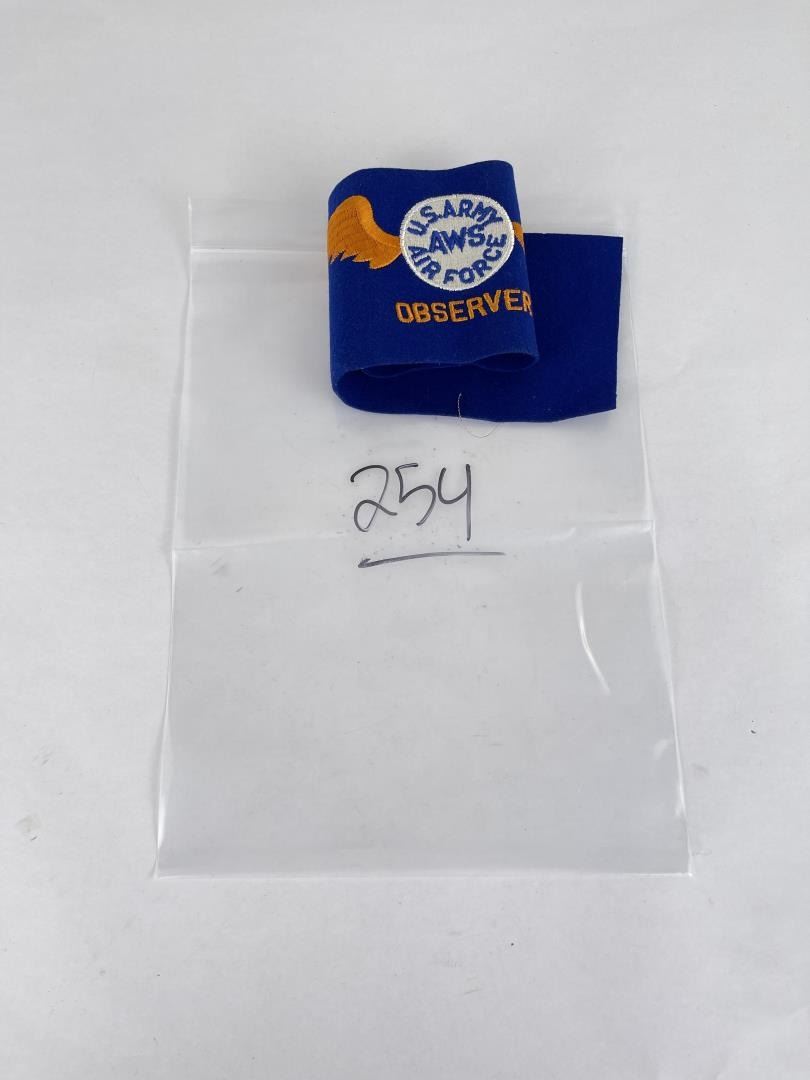 U.S. ARMY
AWS
AIR FORCE
OBSERVER
254